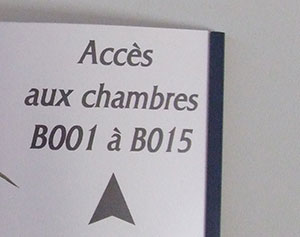 Accès
aux chambres
B001 à B015